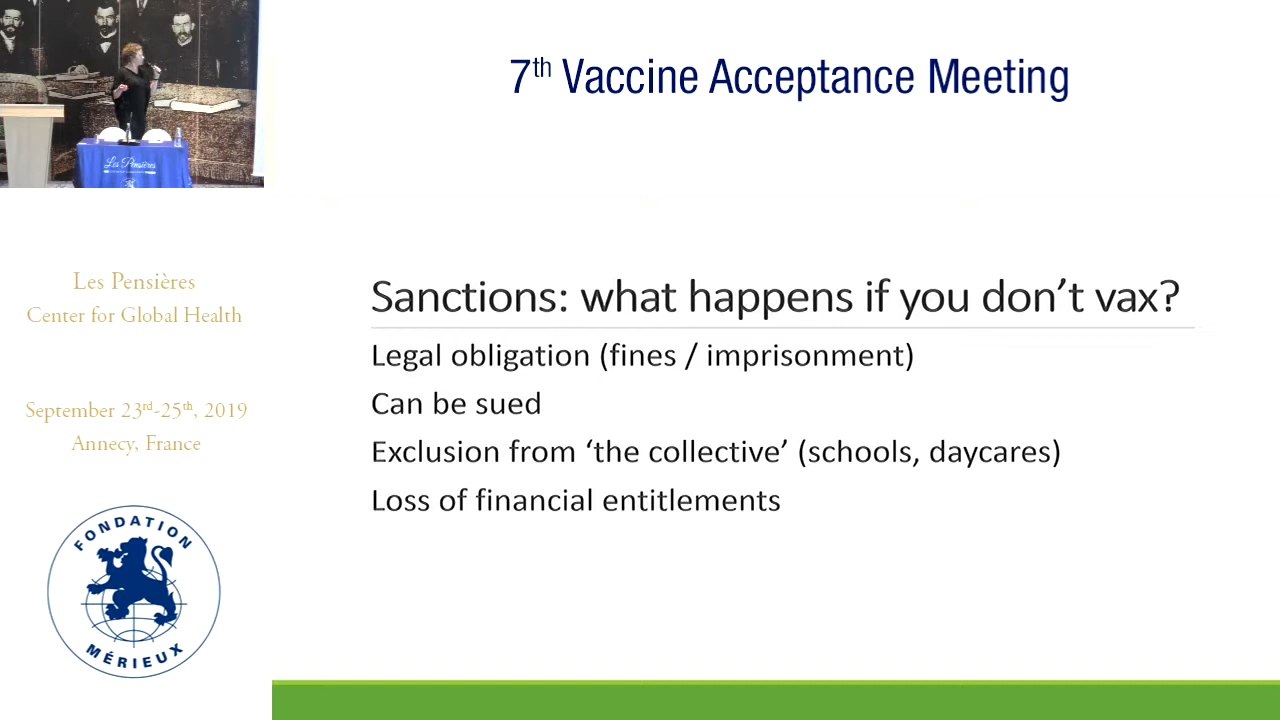 7th Vaccine Acceptance Meeting
Les Pensières
Les Pensières
Center for Global Health
September 23rd-25th, 2019
Annecy, France
FONDATION
MÉRIEUX
Sanctions: what happens if you don’t vax?
Legal obligation (fines / imprisonment)
Can be sued
Exclusion from ‘the collective’ (schools, daycares)
Loss of financial entitlements